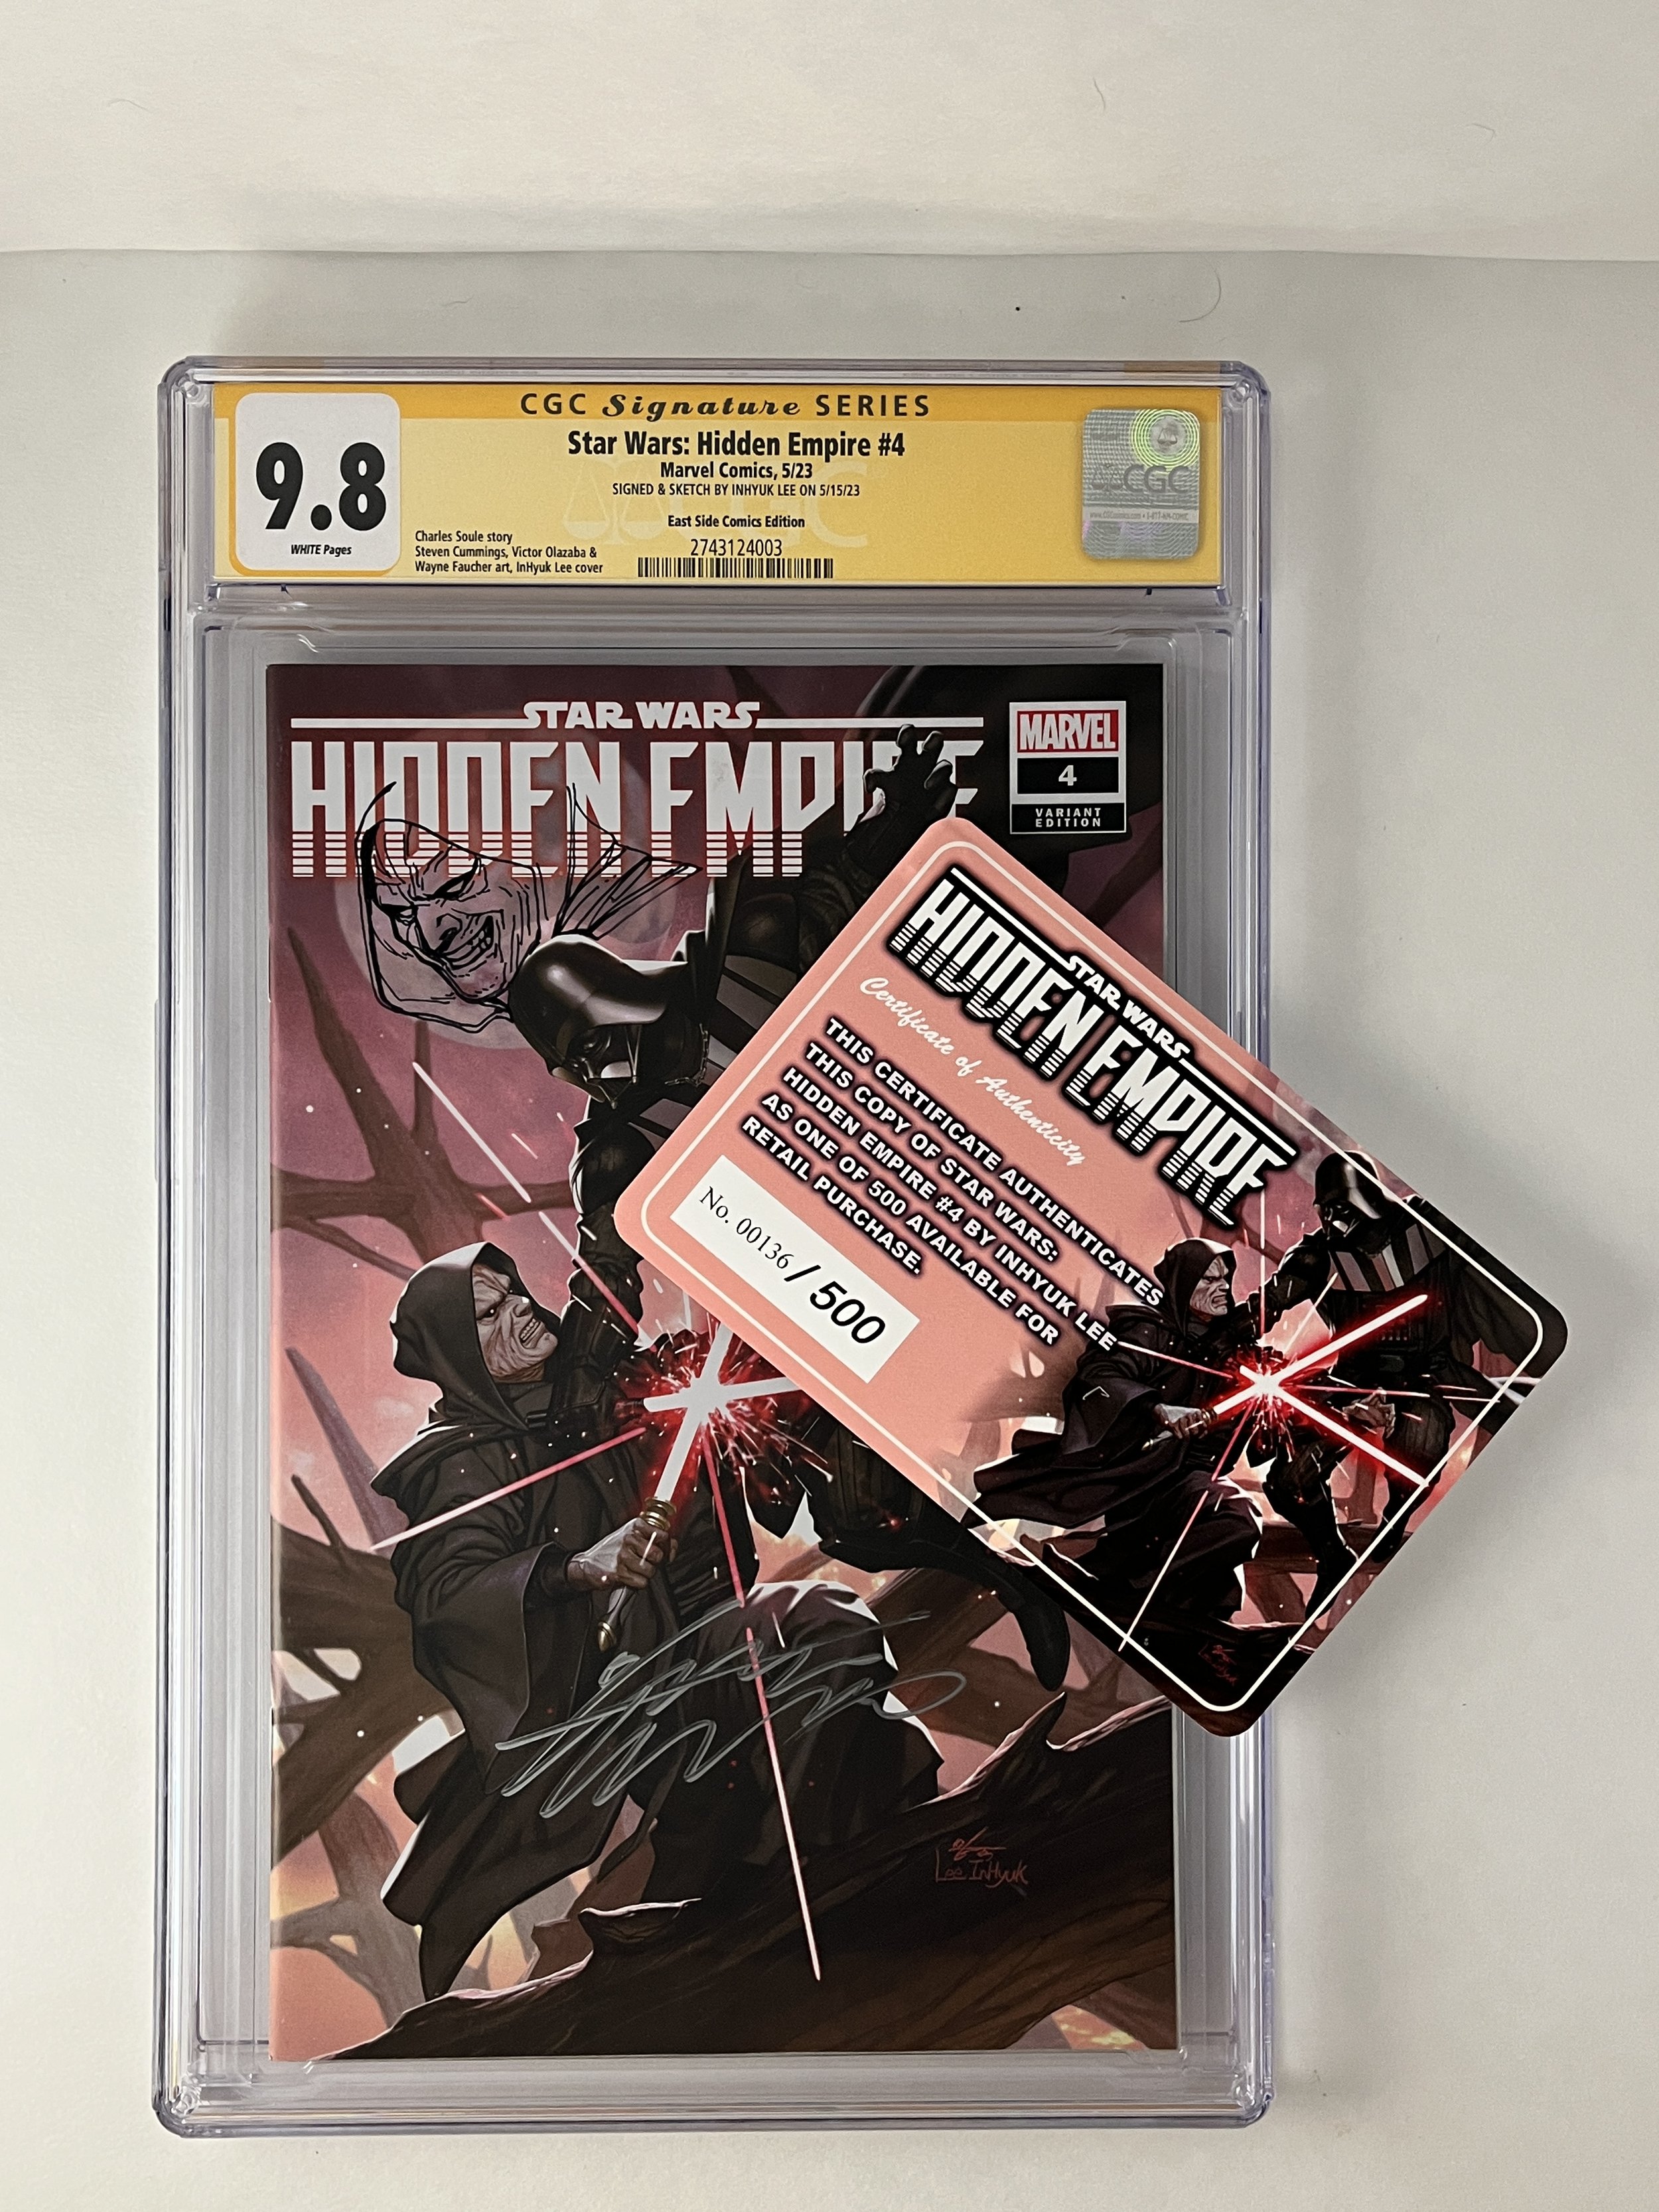 CGC Signature SERIES
9.8
WHITE Pages
Star Wars: Hidden Empire #4
Marvel Comics, 5/23
SIGNED & SKETCH BY INHYUK LEE ON 5/15/23
East Side Comics Edition
Charles Soule story
Steven Cummings, Victor Olazaba &
Wayne Faucher art, InHyuk Lee cover
2743124003
CGC
STAR WARS
HIDDEN EMPIRE
MARVEL
4
VARIANT
EDITION
STAR WARS
HIDDEN EMPIRE
Certificate of Authenticity
THIS CERTIFICATE AUTHENTICATES
THIS COPY OF STAR WARS:
HIDDEN EMPIRE #4 BY INHYUK LEE
AS ONE OF 500 AVAILABLE FOR
RETAIL PURCHASE.
No. 00136 / 500
Lee InHyuk